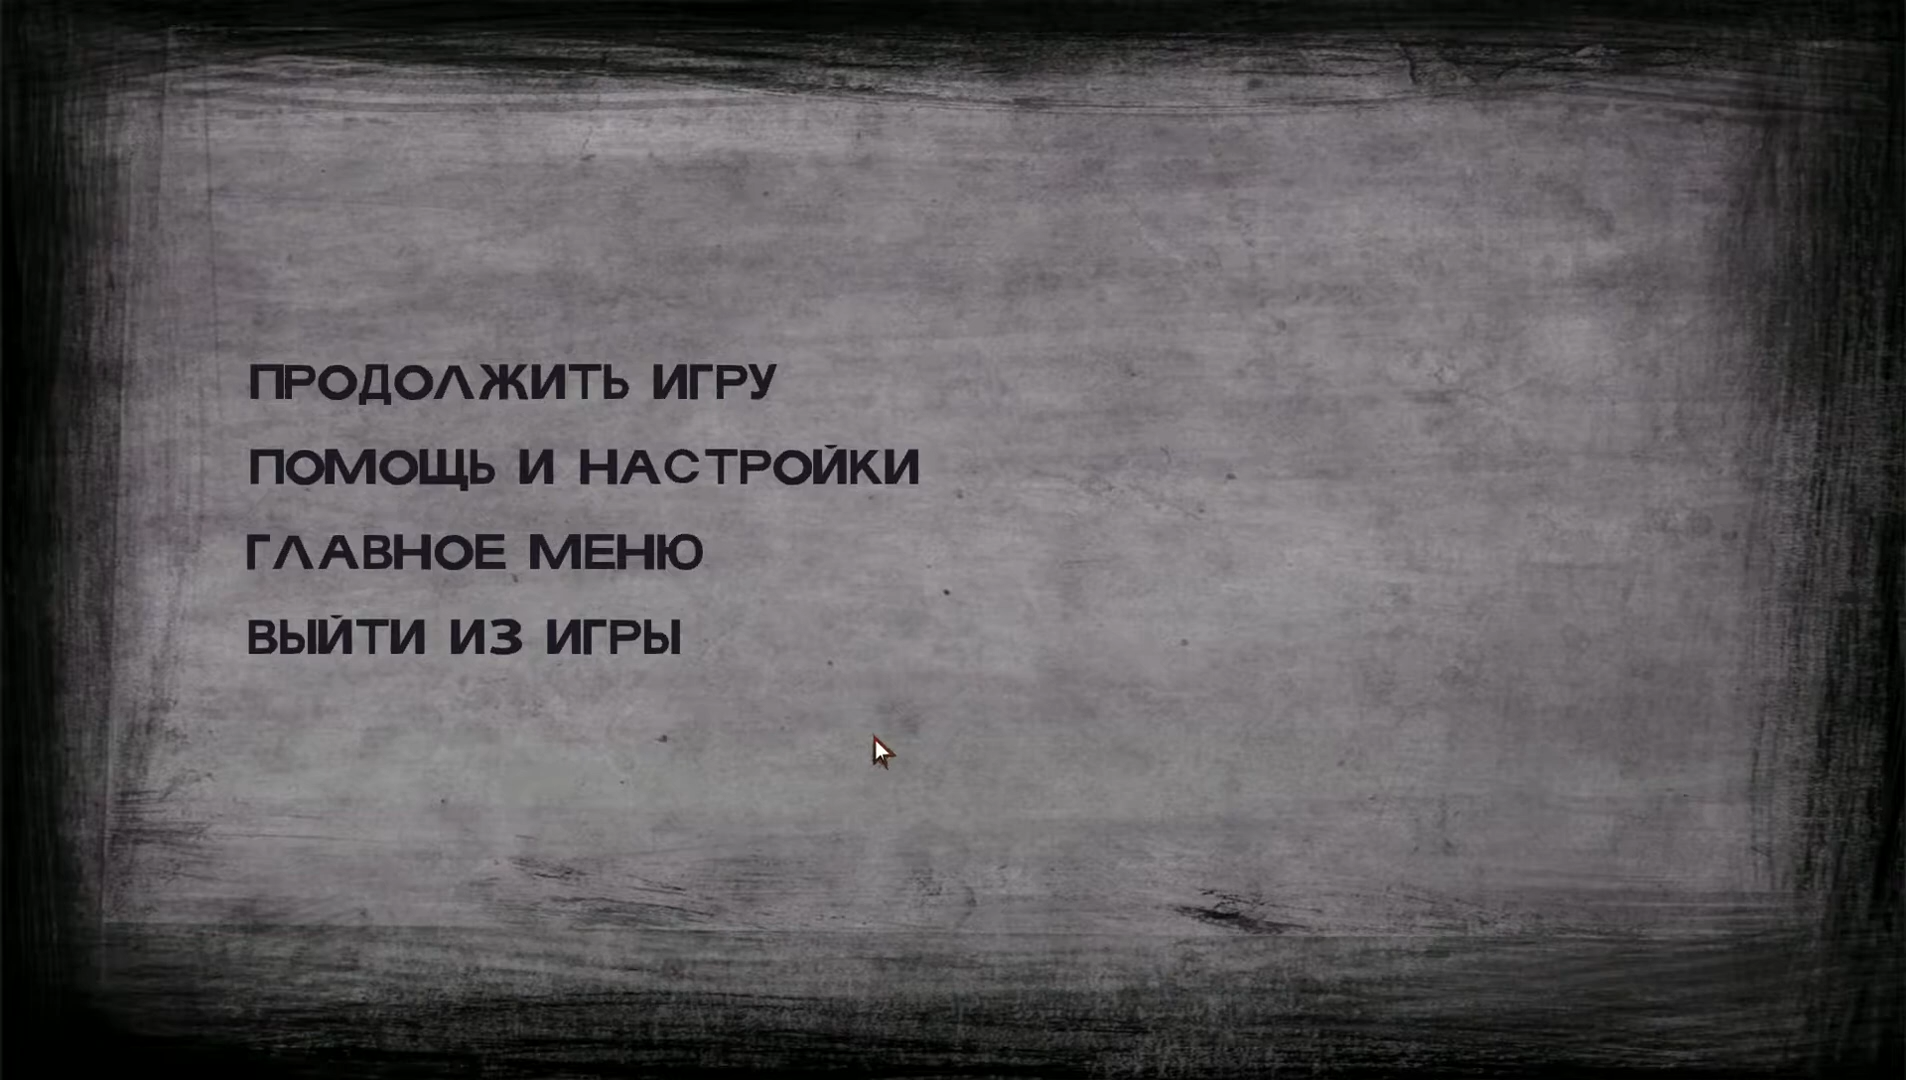 ПРОДОЛЖИТЬ ИГРУ
ПОМОЩЬ И НАСТРОЙКИ
ГЛАВНОЕ МЕНЮ
ВЫЙТИ ИЗ ИГРЫ